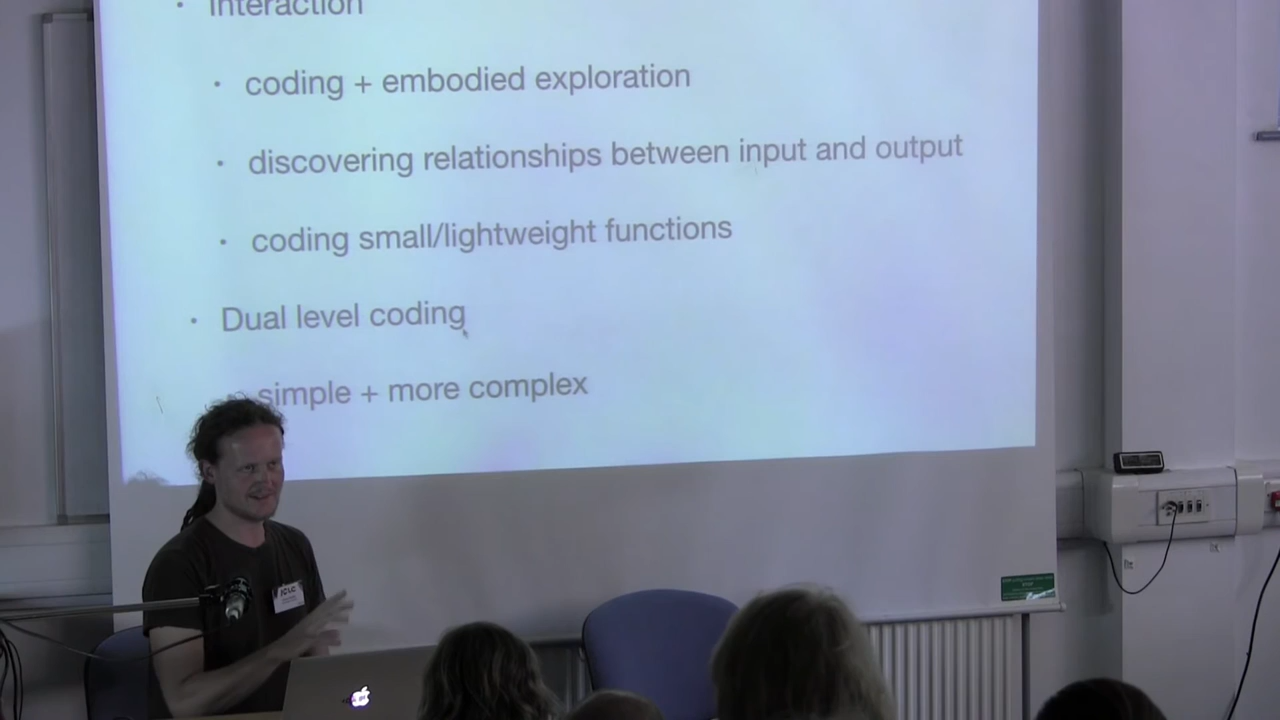 Interaction
coding + embodied exploration
discovering relationships between input and output
coding small/lightweight functions
Dual level coding
simple + more complex
ICLC